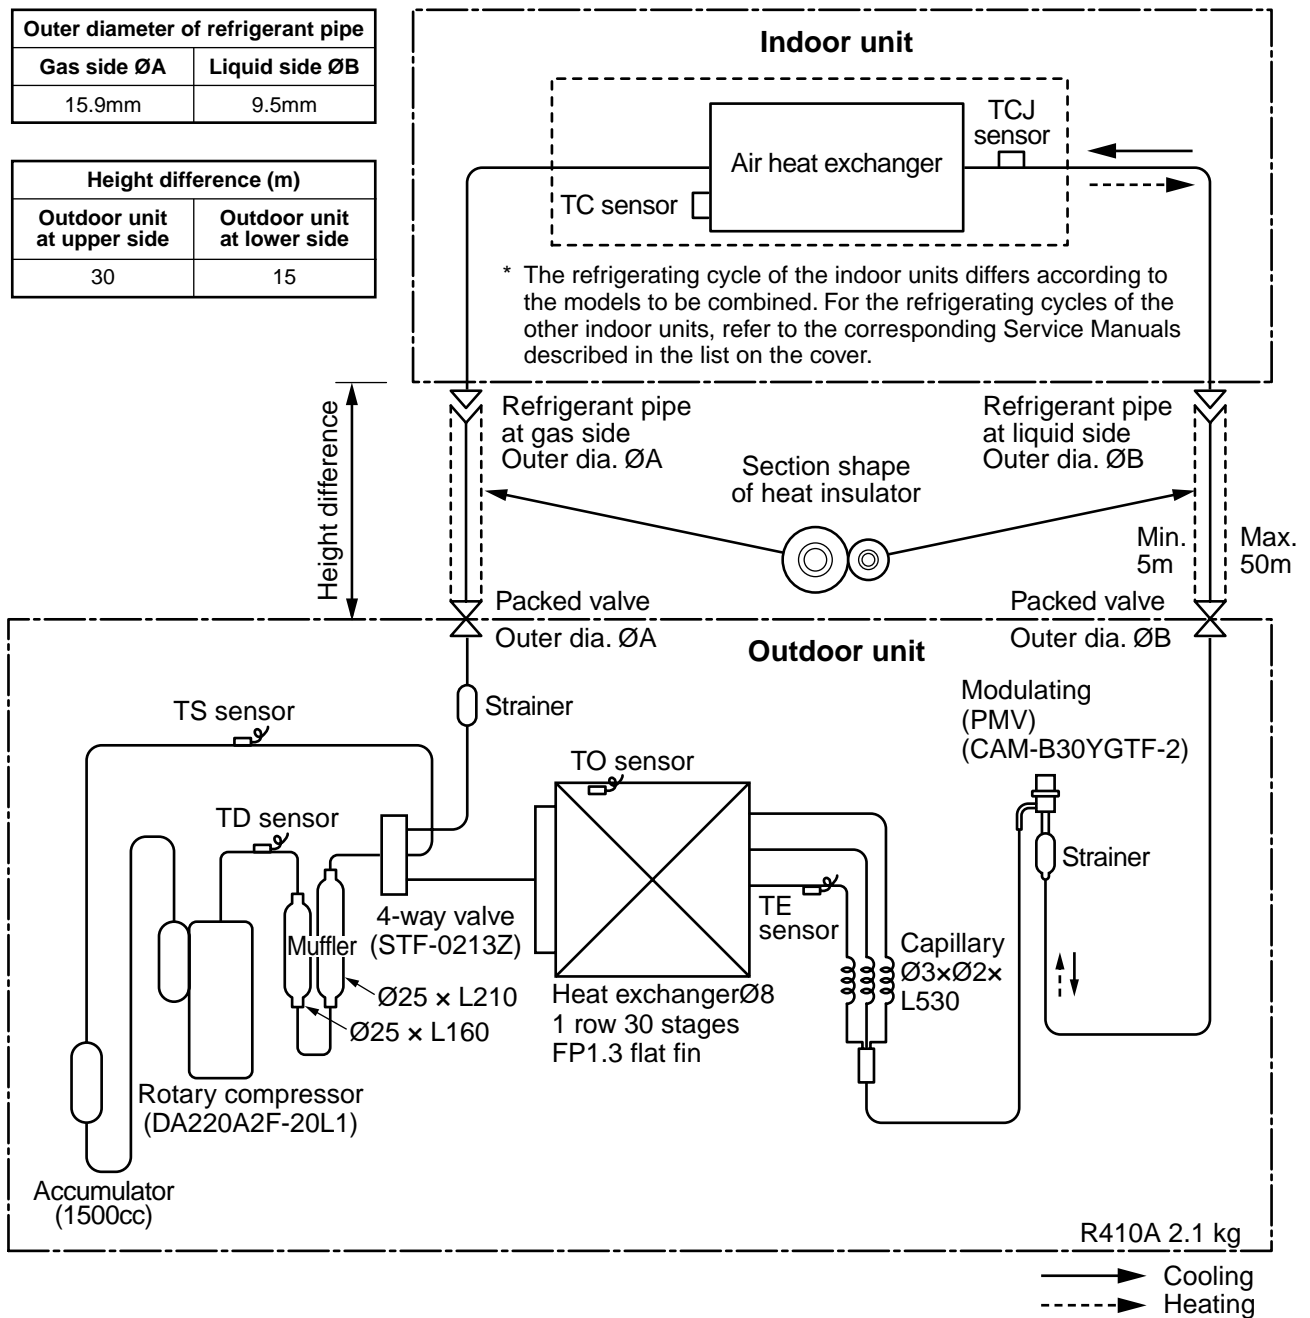 Outer diameter of refrigerant pipe
Gas side ØA
Liquid side ØB
15.9mm
9.5mm
Height difference (m)
Outdoor unit
at upper side
Outdoor unit
at lower side
30
15
Indoor unit
TCJ
sensor
Air heat exchanger
TC sensor
* The refrigerating cycle of the indoor units differs according to
the models to be combined. For the refrigerating cycles of the
other indoor units, refer to the corresponding Service Manuals
described in the list on the cover.
Height difference
Refrigerant pipe
at gas side
Outer dia. ØA
Section shape
of heat insulator
Refrigerant pipe
at liquid side
Outer dia. ØB
Min.
5m
Max.
50m
Packed valve
Outer dia. ØA
Packed valve
Outer dia. ØB
Outdoor unit
Strainer
TS sensor
TO sensor
Modulating
(PMV)
(CAM-B30YGTF-2)
TD sensor
Strainer
4-way valve
(STF-0213Z)
Muffler
TE
sensor
Capillary
Ø3×Ø2×
L530
Ø25 × L210
Ø25 × L160
Heat exchangerØ8
1 row 30 stages
FP1.3 flat fin
Rotary compressor
(DA220A2F-20L1)
Accumulator
(1500cc)
R410A 2.1 kg
Cooling
Heating